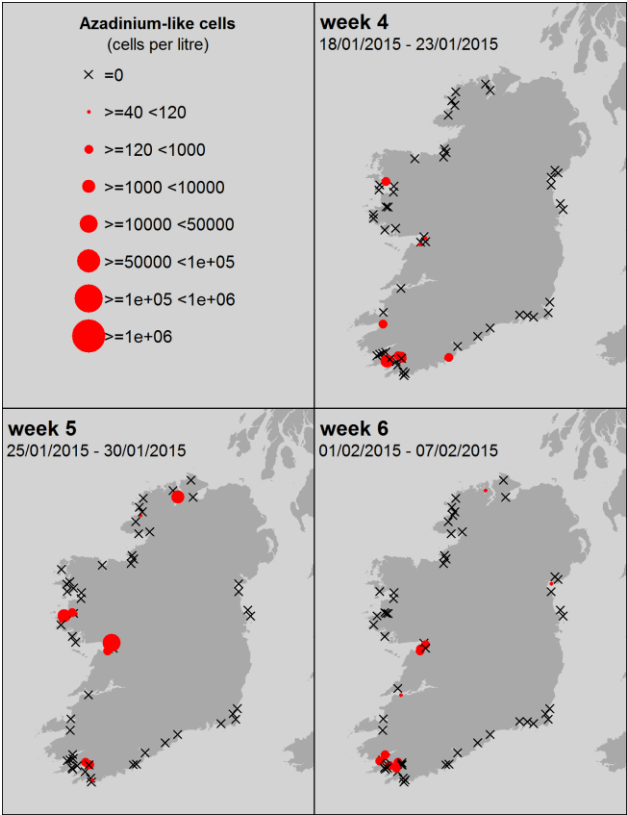 Azadinium-like cells
(cells per litre)
=0
>=40 <120
>=120 <1000
>=1000 <10000
>=10000 <50000
>=50000 <1e+05
>=1e+05 <1e+06
>=1e+06
week 4
18/01/2015 - 23/01/2015
week 5
25/01/2015 - 30/01/2015
week 6
01/02/2015 - 07/02/2015